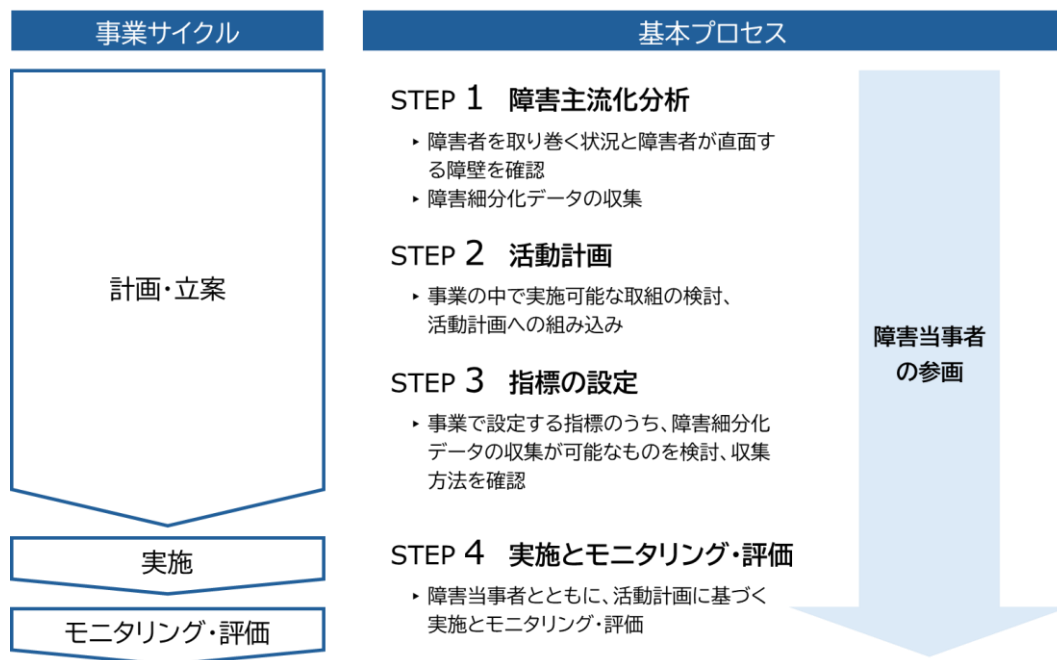 事業サイクル
基本プロセス
計画・立案
実施
モニタリング・評価
STEP 1 障害主流化分析
‣ 障害者を取り巻く状況と障害者が直面す
る障壁を確認
‣ 障害細分化データの収集
STEP 2 活動計画
‣ 事業の中で実施可能な取組の検討、
活動計画への組み込み
STEP 3 指標の設定
‣ 事業で設定する指標のうち、障害細分化
データの収集が可能なものを検討、収集
方法を確認
STEP 4 実施とモニタリング・評価
‣ 障害当事者とともに、活動計画に基づく
実施とモニタリング・評価
障害当事者
の参画